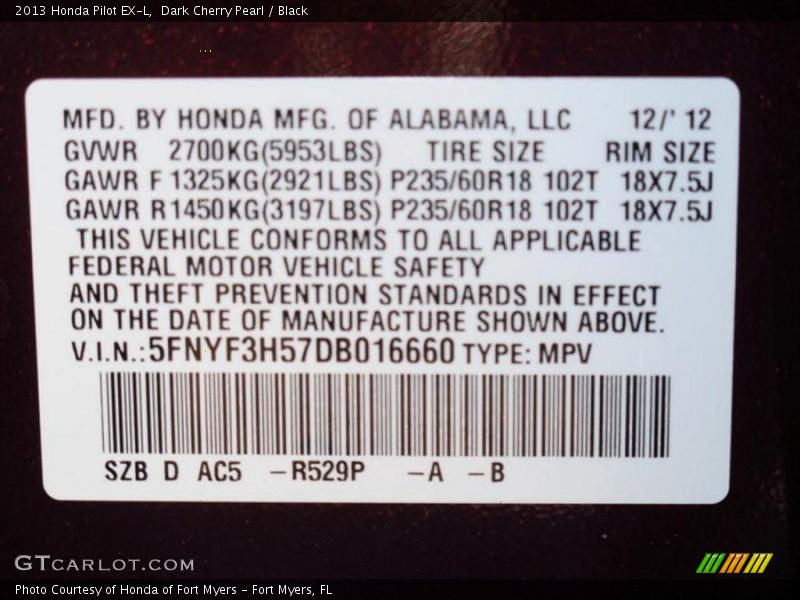 2013 Honda Pilot EX-L,  Dark Cherry Pearl / Black
MFD. BY HONDA MFG. OF ALABAMA, LLC 12/' 12
GVWR 2700KG(5953LBS) TIRE SIZE RIM SIZE
GAWR F 1325KG(2921LBS) P235/60R18 102T 18X7.5J
GAWR R1450KG(3197LBS) P235/60R18 102T 18X7.5J
THIS VEHICLE CONFORMS TO ALL APPLICABLE
FEDERAL MOTOR VEHICLE SAFETY
AND THEFT PREVENTION STANDARDS IN EFFECT
ON THE DATE OF MANUFACTURE SHOWN ABOVE.
V.I.N.:5FNYF3H57DB016660 TYPE: MPV
SZB D AC5 -R529P -A -B
GTCARLOT.COM
Photo Courtesy of Honda of Fort Myers - Fort Myers, FL